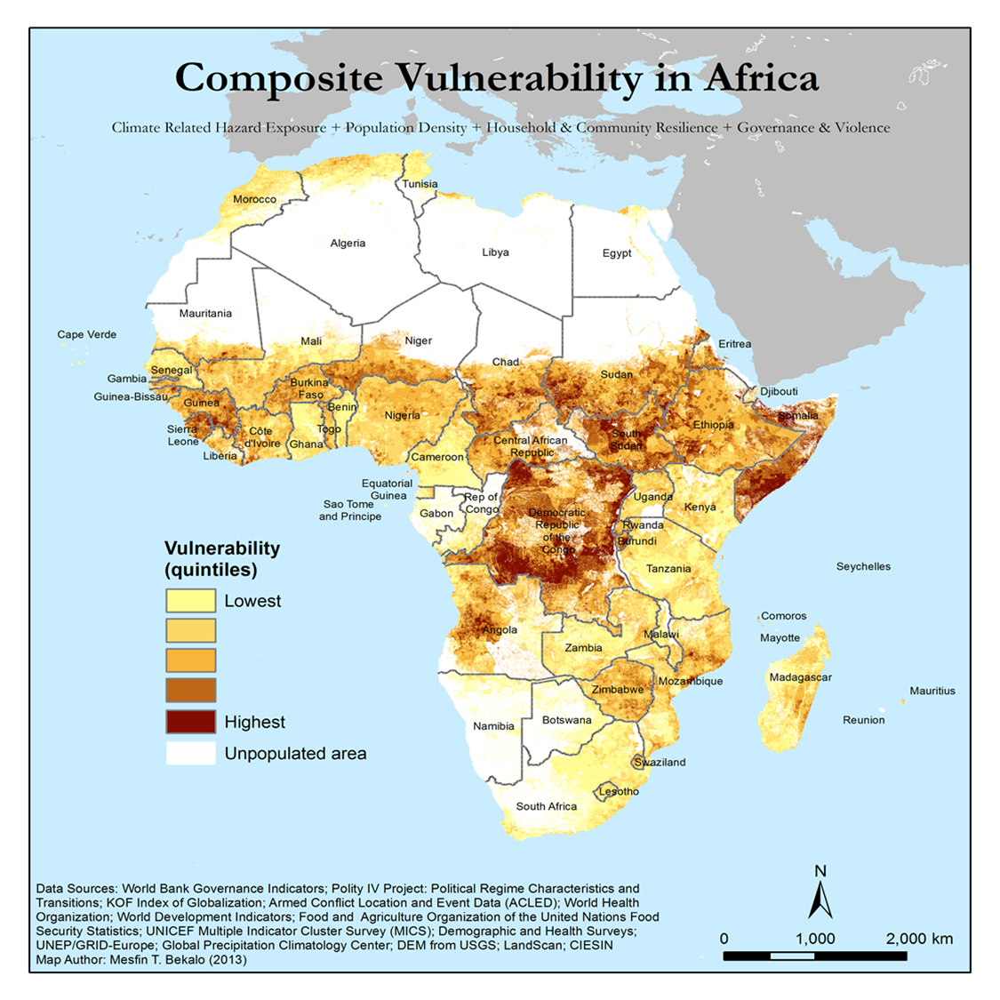 Composite Vulnerability in Africa
Climate Related Hazard Exposure + Population Density + Household & Community Resilience + Governance & Violence
Tunisia
Morocco
Algeria
Libya
Egypt
Mauritania
Cape Verde
Mali
Niger
Eritrea
Chad
Senegal
Sudan
Gambia
Burkina
Faso
Djibouti
Guinea-Bissau
Guinea
Benin
Nigeria
Somalia
Ethiopia
Togo
Sierra
Leone
Côte
d'Ivoire
Ghana
South
Sudan
Central African
Republic
Liberia
Cameroon
Equatorial
Guinea
Rep of
Congo
Uganda
Kenya
Sao Tome
and Principe
Gabon
Democratic
Republic
of the
Congo
Rwanda
Burundi
Tanzania
Seychelles
Vulnerability
(quintiles)
Lowest
Highest
Unpopulated area
Comoros
Mayotte
Angola
Malawi
Zambia
Madagascar
Mozambique
Zimbabwe
Mauritius
Reunion
Namibia
Botswana
Swaziland
Lesotho
South Africa
N
0 1,000 2,000 km
Data Sources: World Bank Governance Indicators; Polity IV Project: Political Regime Characteristics and
Transitions; KOF Index of Globalization; Armed Conflict Location and Event Data (ACLED); World Health
Organization; World Development Indicators; Food and Agriculture Organization of the United Nations Food
Security Statistics; UNICEF Multiple Indicator Cluster Survey (MICS); Demographic and Health Surveys;
UNEP/GRID-Europe; Global Precipitation Climatology Center; DEM from USGS; LandScan; CIESIN
Map Author: Mesfin T. Bekalo (2013)